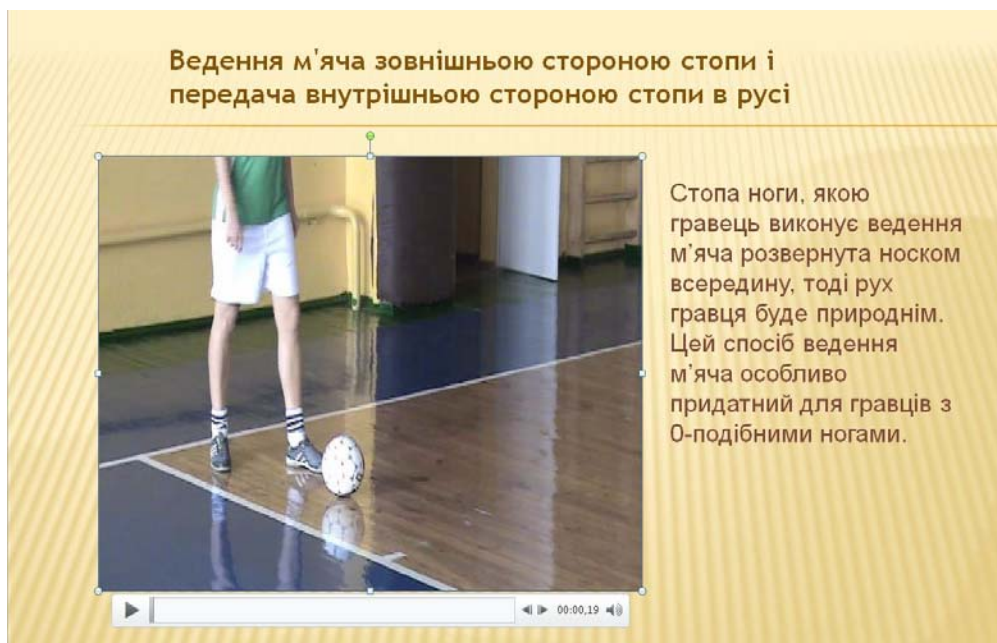 Ведення м'яча зовнішньою стороною стопи і
передача внутрішньою стороною стопи в русі
Стопа ноги, якою
гравець виконує ведення
м’яча розвернута носком
всередину, тоді рух
гравця буде природнім.
Цей спосіб ведення
м’яча особливо
придатний для гравців з
0-подібними ногами.
00:00,19